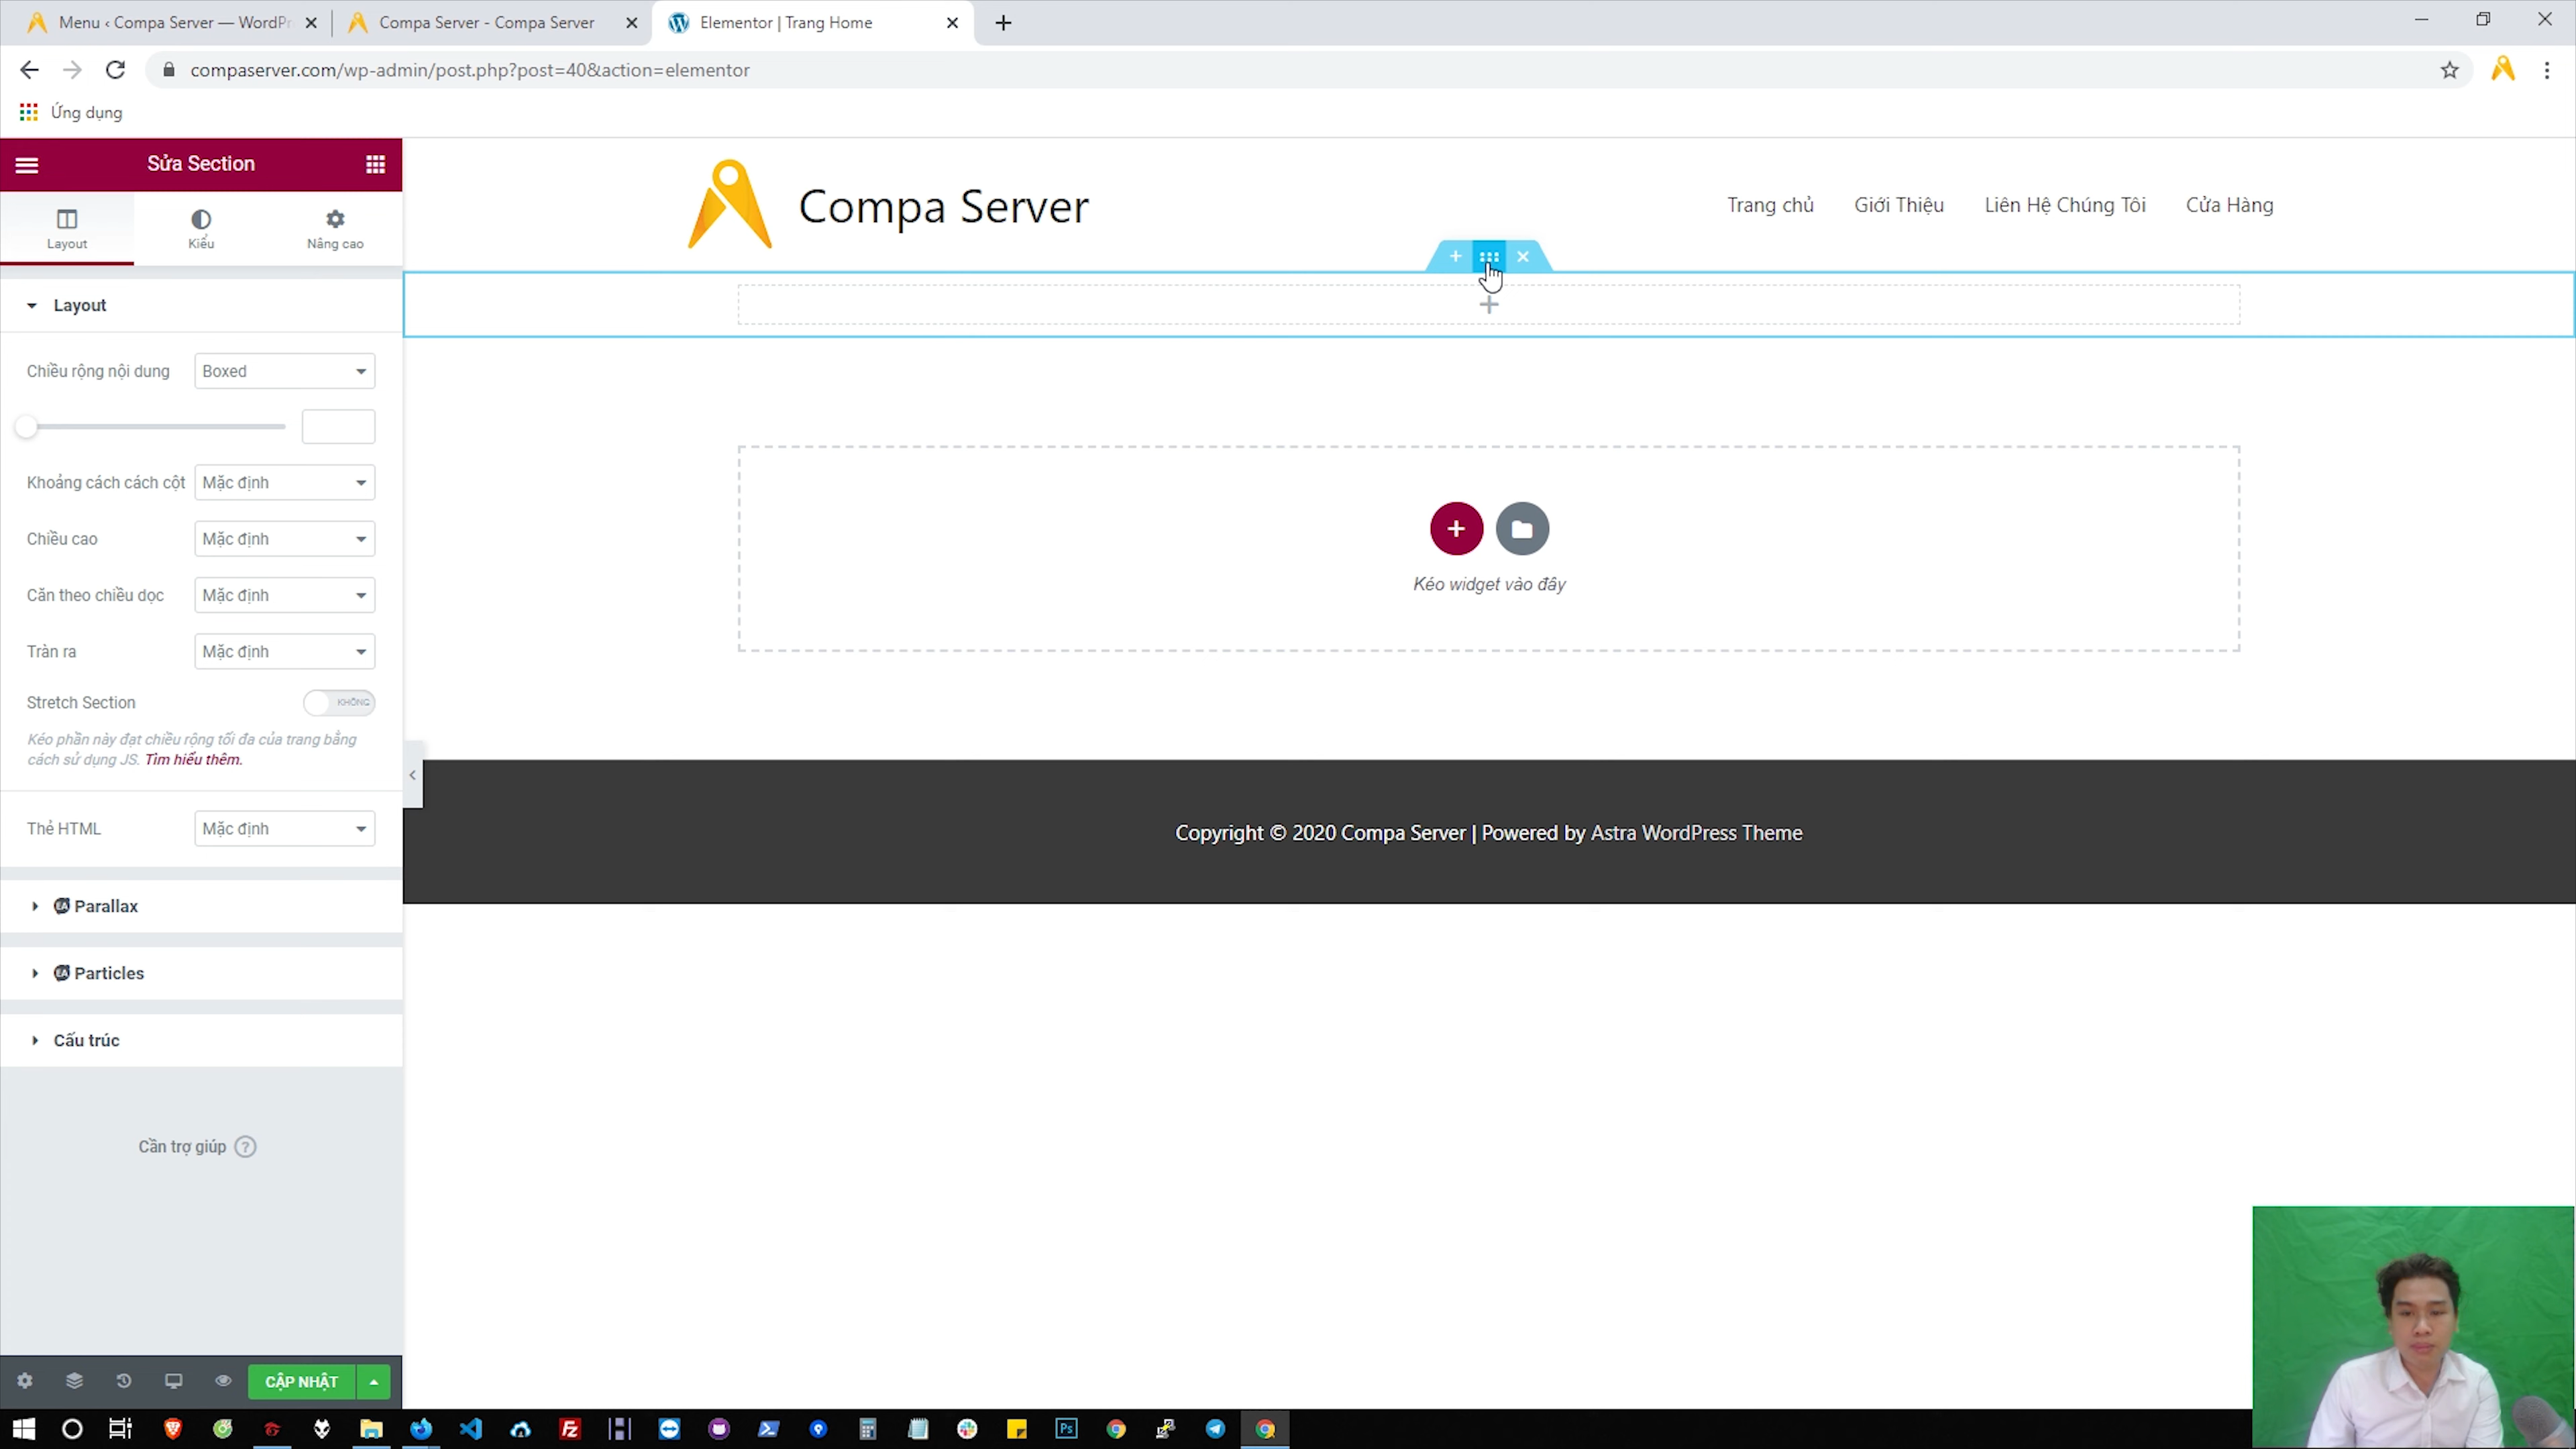 Menu ‹ Compa Server — WordPr
Compa Server - Compa Server
Elementor | Trang Home
compaserver.com/wp-admin/post.php?post=40&action=elementor
Ứng dụng
Sửa Section
Layout
Kiểu
Nâng cao
Compa Server
Trang chủ
Giới Thiệu
Liên Hệ Chúng Tôi
Cửa Hàng
Layout
Chiều rộng nội dung
Boxed
Khoảng cách cách cột
Mặc định
Chiều cao
Mặc định
Căn theo chiều dọc
Mặc định
Tràn ra
Mặc định
Stretch Section
KHÔNG
Kéo phần này đạt chiều rộng tối đa của trang bằng
cách sử dụng JS. Tìm hiểu thêm.
Thẻ HTML
Mặc định
Parallax
Particles
Cấu trúc
Cần trợ giúp ?
CẬP NHẬT
Kéo widget vào đây
Copyright © 2020 Compa Server | Powered by Astra WordPress Theme
Ps